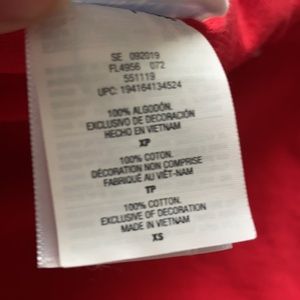 SE 092019
FL4956 072
551119
UPC: 194164134524
100% ALGODÓN.
EXCLUSIVO DE DECORACIÓN
HECHO EN VIETNAM
XP
100% COTON.
DÉCORATION NON COMPRISE
FABRIQUÉ AU VIÊT-NAM
TP
100% COTTON.
EXCLUSIVE OF DECORATION
MADE IN VIETNAM
XS